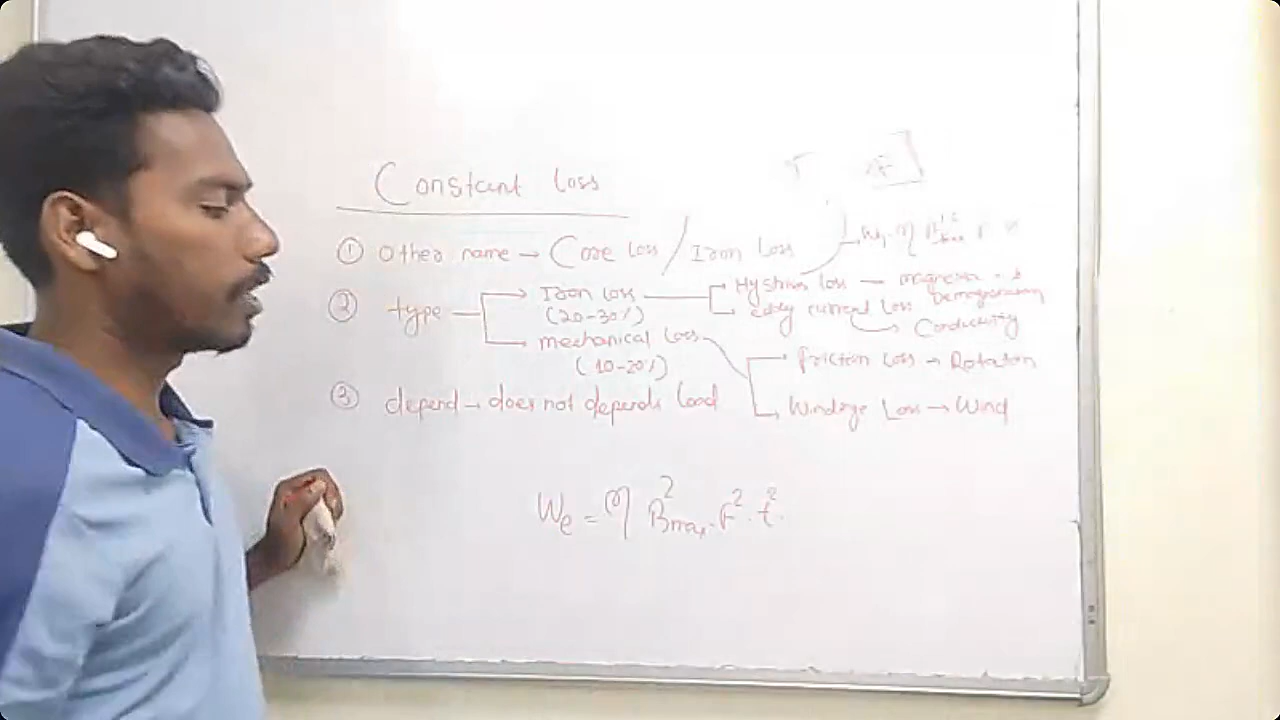 Constant Loss
① Other name → Core Loss / Iron Loss
② type → Iron Loss (20-30%)
Hystersis loss —
eddy current loss → Conductivity
→ mechanical Loss (10-20%)
friction Loss → Rotation
Windage Loss → Wind
③ depend → does not depends Load
We = η B²max. F². t².